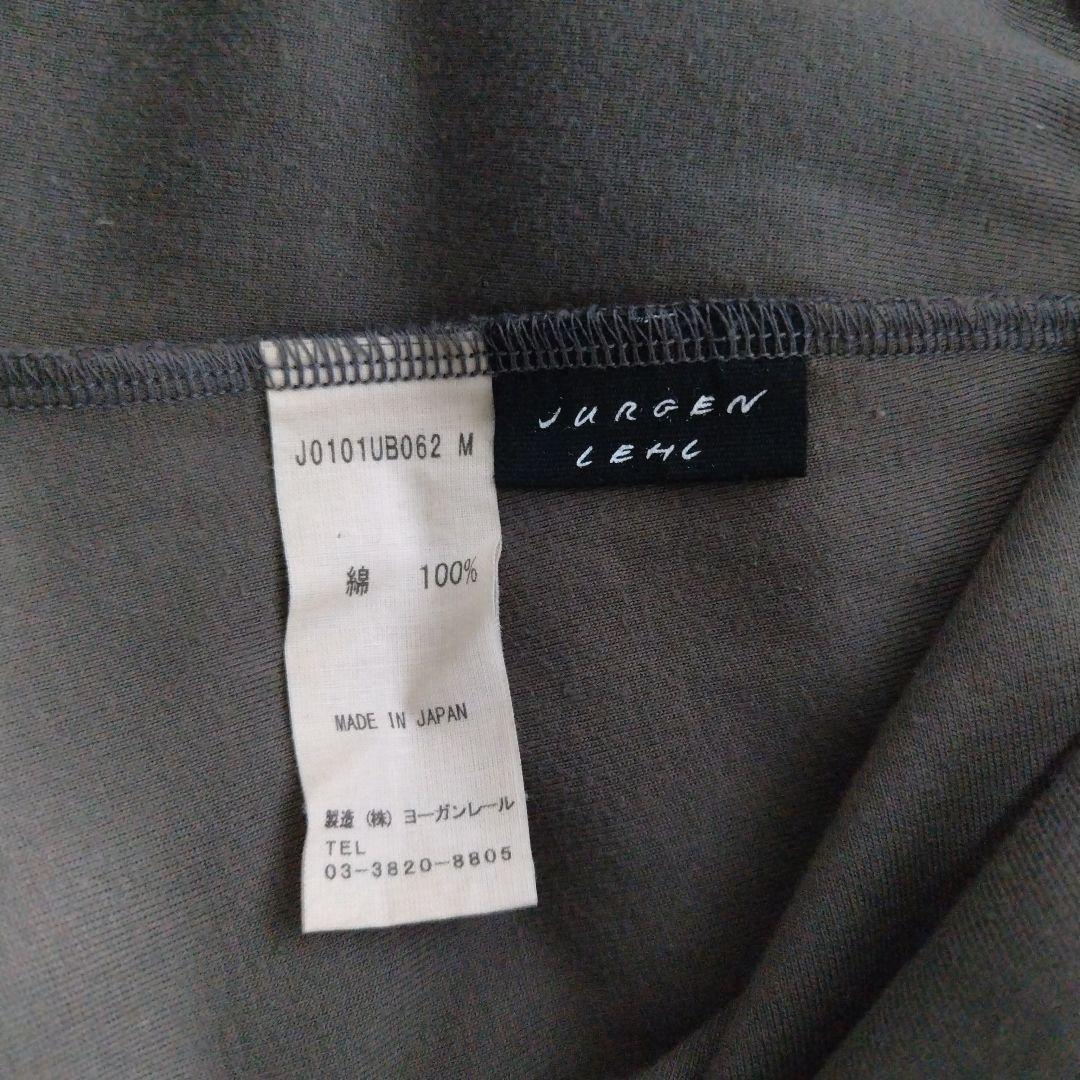 JURGEN
LEHL
J0101UB062 M
綿 100%
MADE IN JAPAN
製造 (株) ヨーガンレール
TEL
03-3820-8805